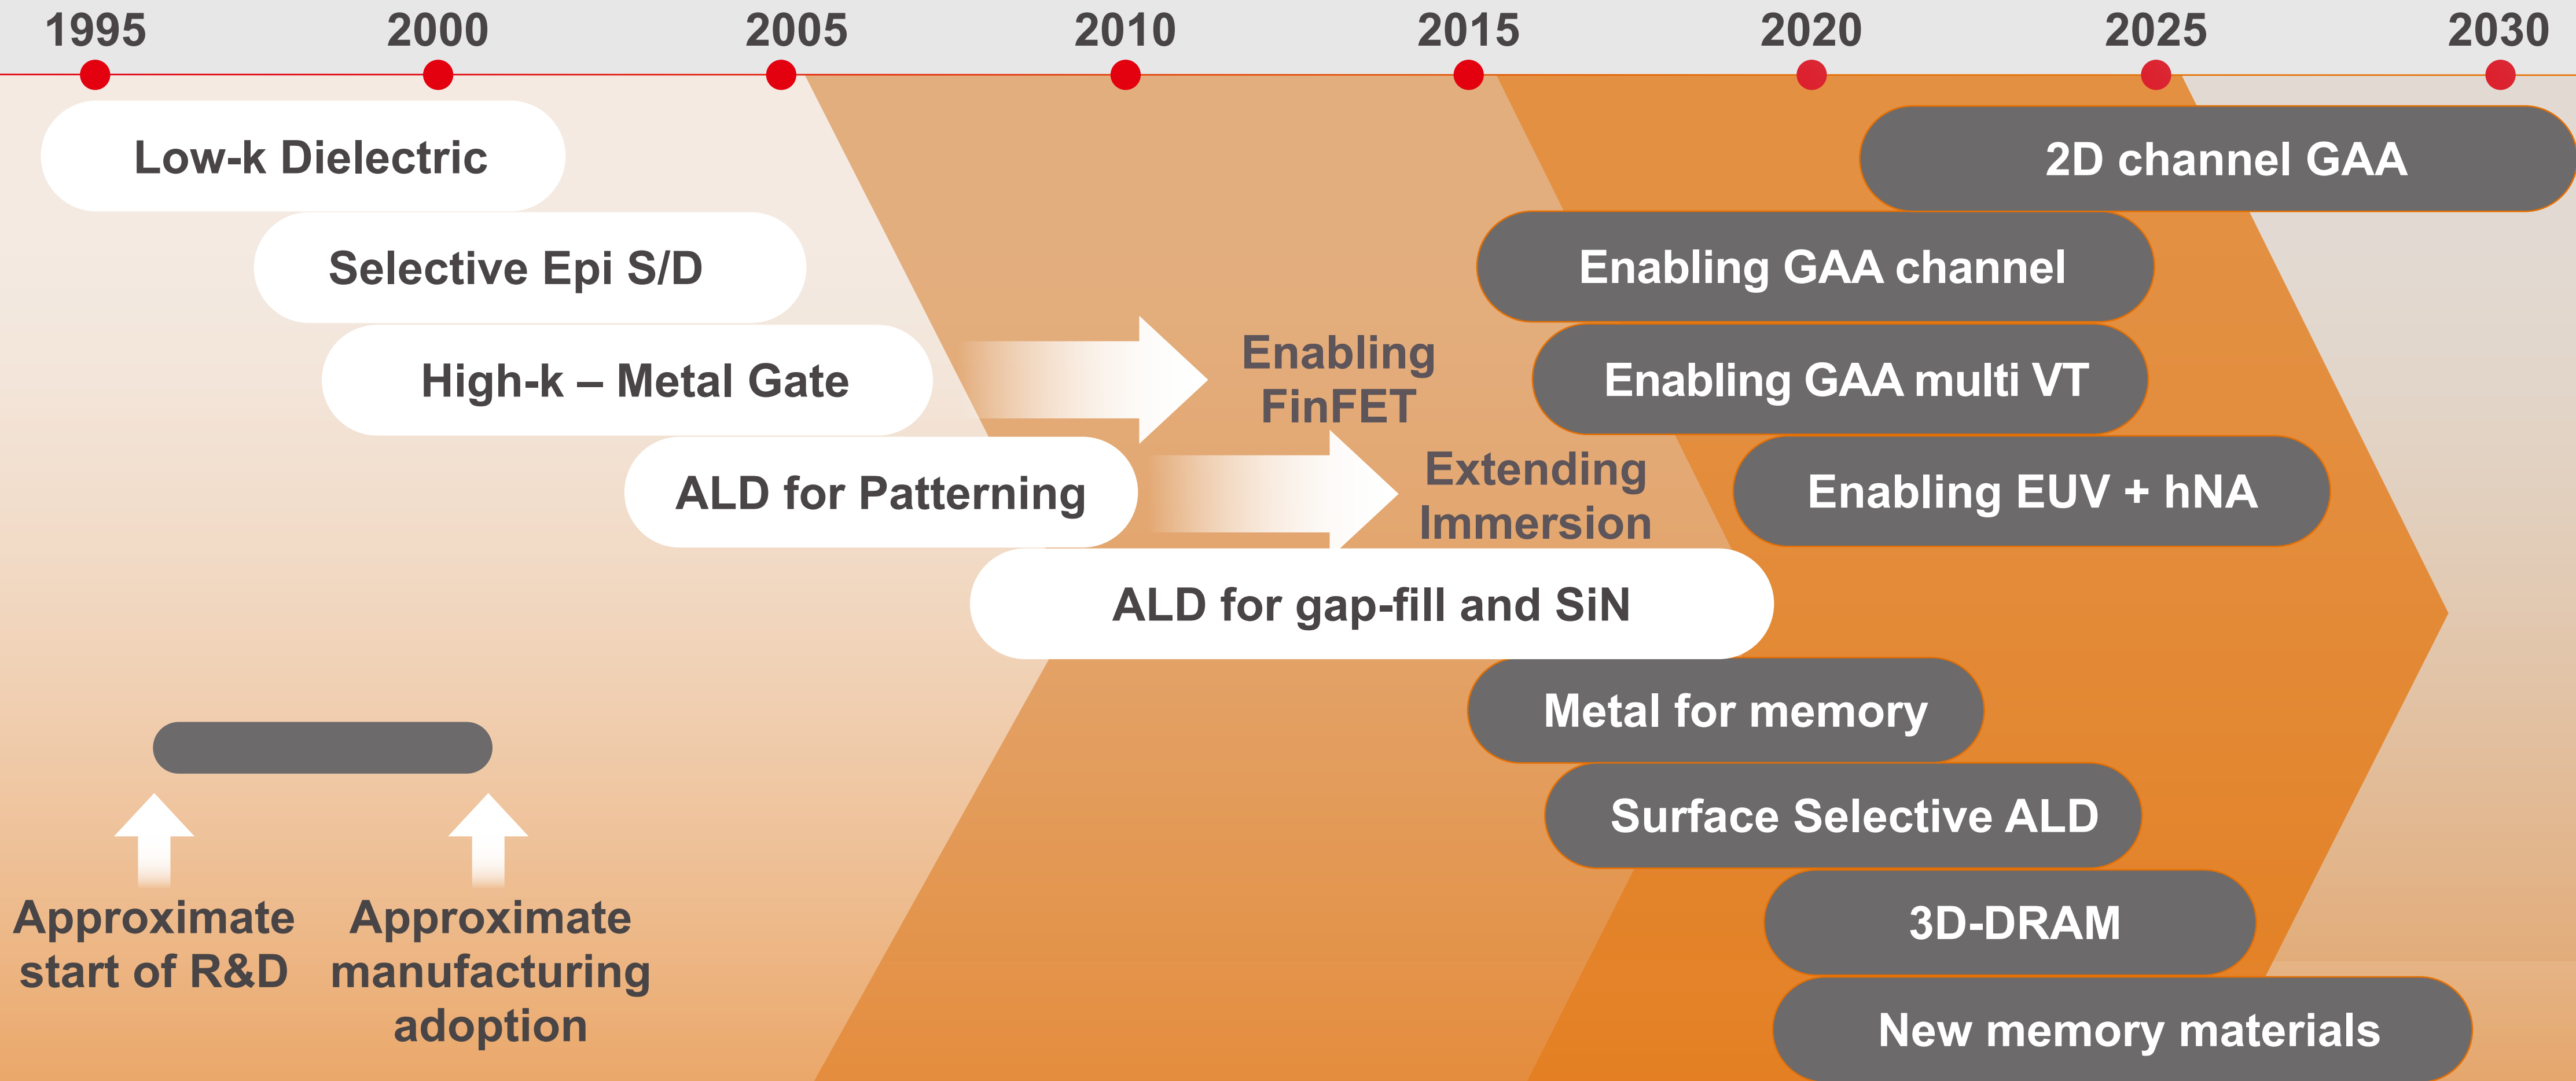 1995 2000 2005 2010 2015 2020 2025 2030
Low-k Dielectric
2D channel GAA
Selective Epi S/D
Enabling GAA channel
High-k – Metal Gate
Enabling
FinFET
Enabling GAA multi VT
ALD for Patterning
Extending
Immersion
Enabling EUV + hNA
ALD for gap-fill and SiN
Metal for memory
Surface Selective ALD
3D-DRAM
New memory materials
Approximate
start of R&D
Approximate
manufacturing
adoption